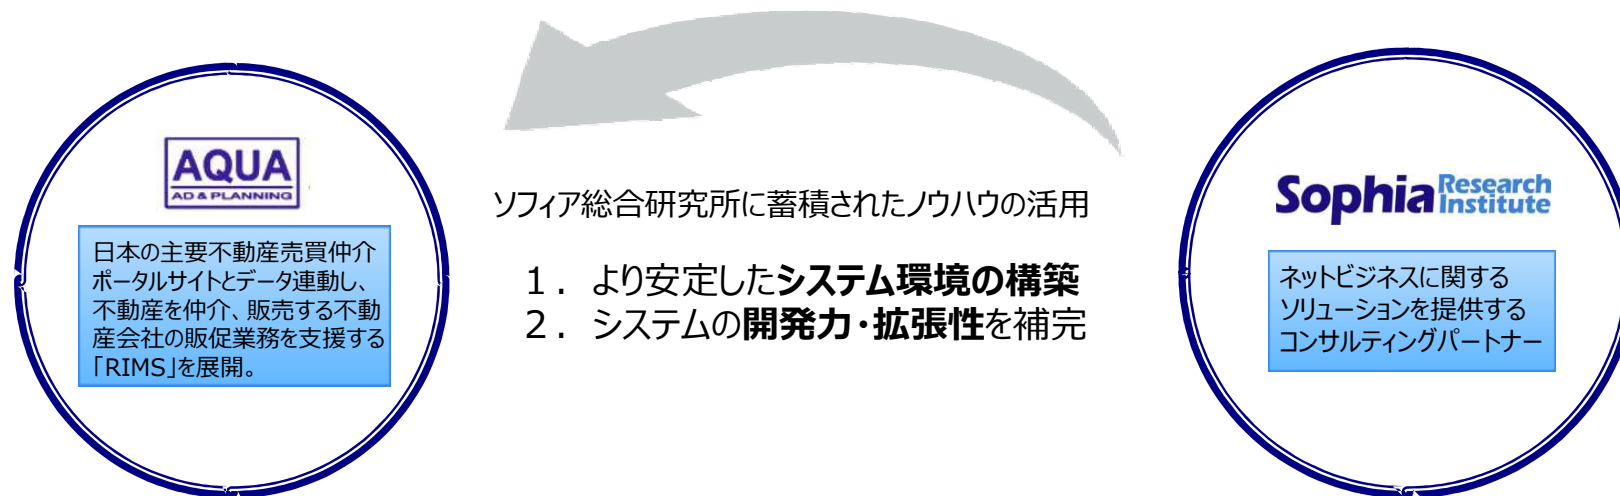 AQUA
AD & PLANNING
日本の主要不動産売買仲介
ポータルサイトとデータ連動し、
不動産を仲介、販売する不動
産会社の販促業務を支援する
「RIMS」を展開。
ソフィア総合研究所に蓄積されたノウハウの活用
１．より安定したシステム環境の構築
２．システムの開発力・拡張性を補完
Sophia Research Institute
ネットビジネスに関する
ソリューションを提供する
コンサルティングパートナー